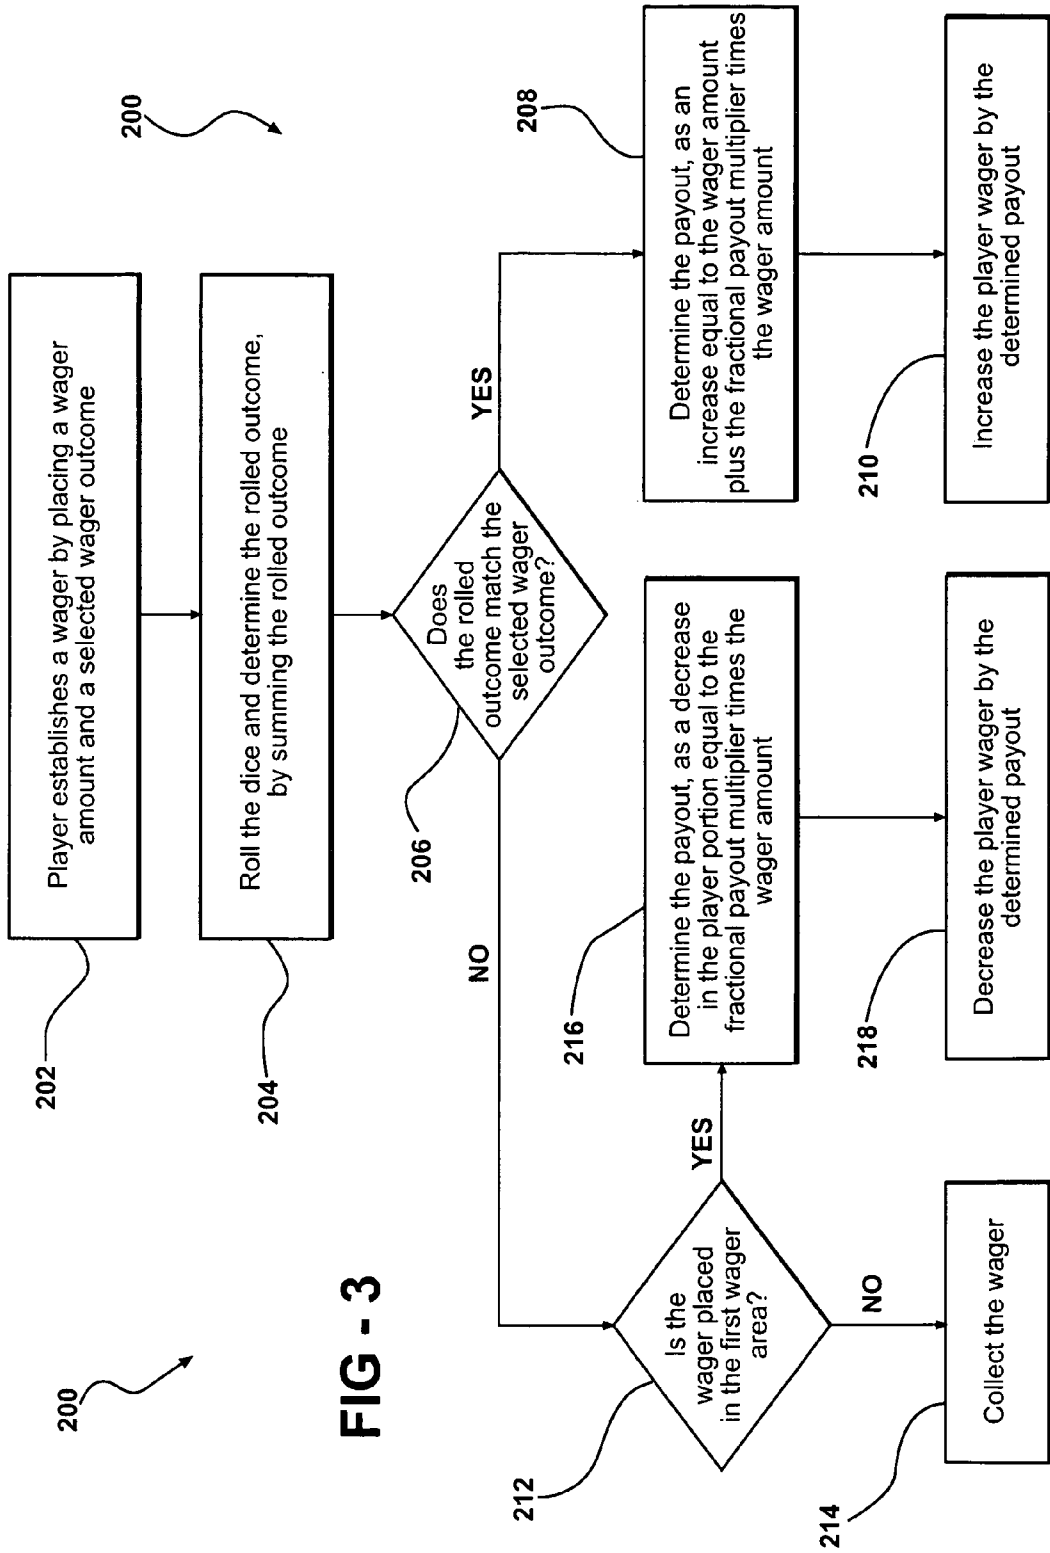 200
Player establishes a wager by placing a wager
amount and a selected wager outcome
202
Roll the dice and determine the rolled outcome,
by summing the rolled outcome
204
200
Does
the rolled
outcome match the
selected wager
outcome?
206
NO
YES
Is the
wager placed
in the first wager
area?
212
YES
NO
Determine the payout, as a decrease
in the player portion equal to the
fractional payout multiplier times the
wager amount
216
Determine the payout, as an
increase equal to the wager amount
plus the fractional payout multiplier times
the wager amount
208
Collect the wager
214
Decrease the player wager by the
determined payout
218
Increase the player wager by the
determined payout
210
FIG - 3